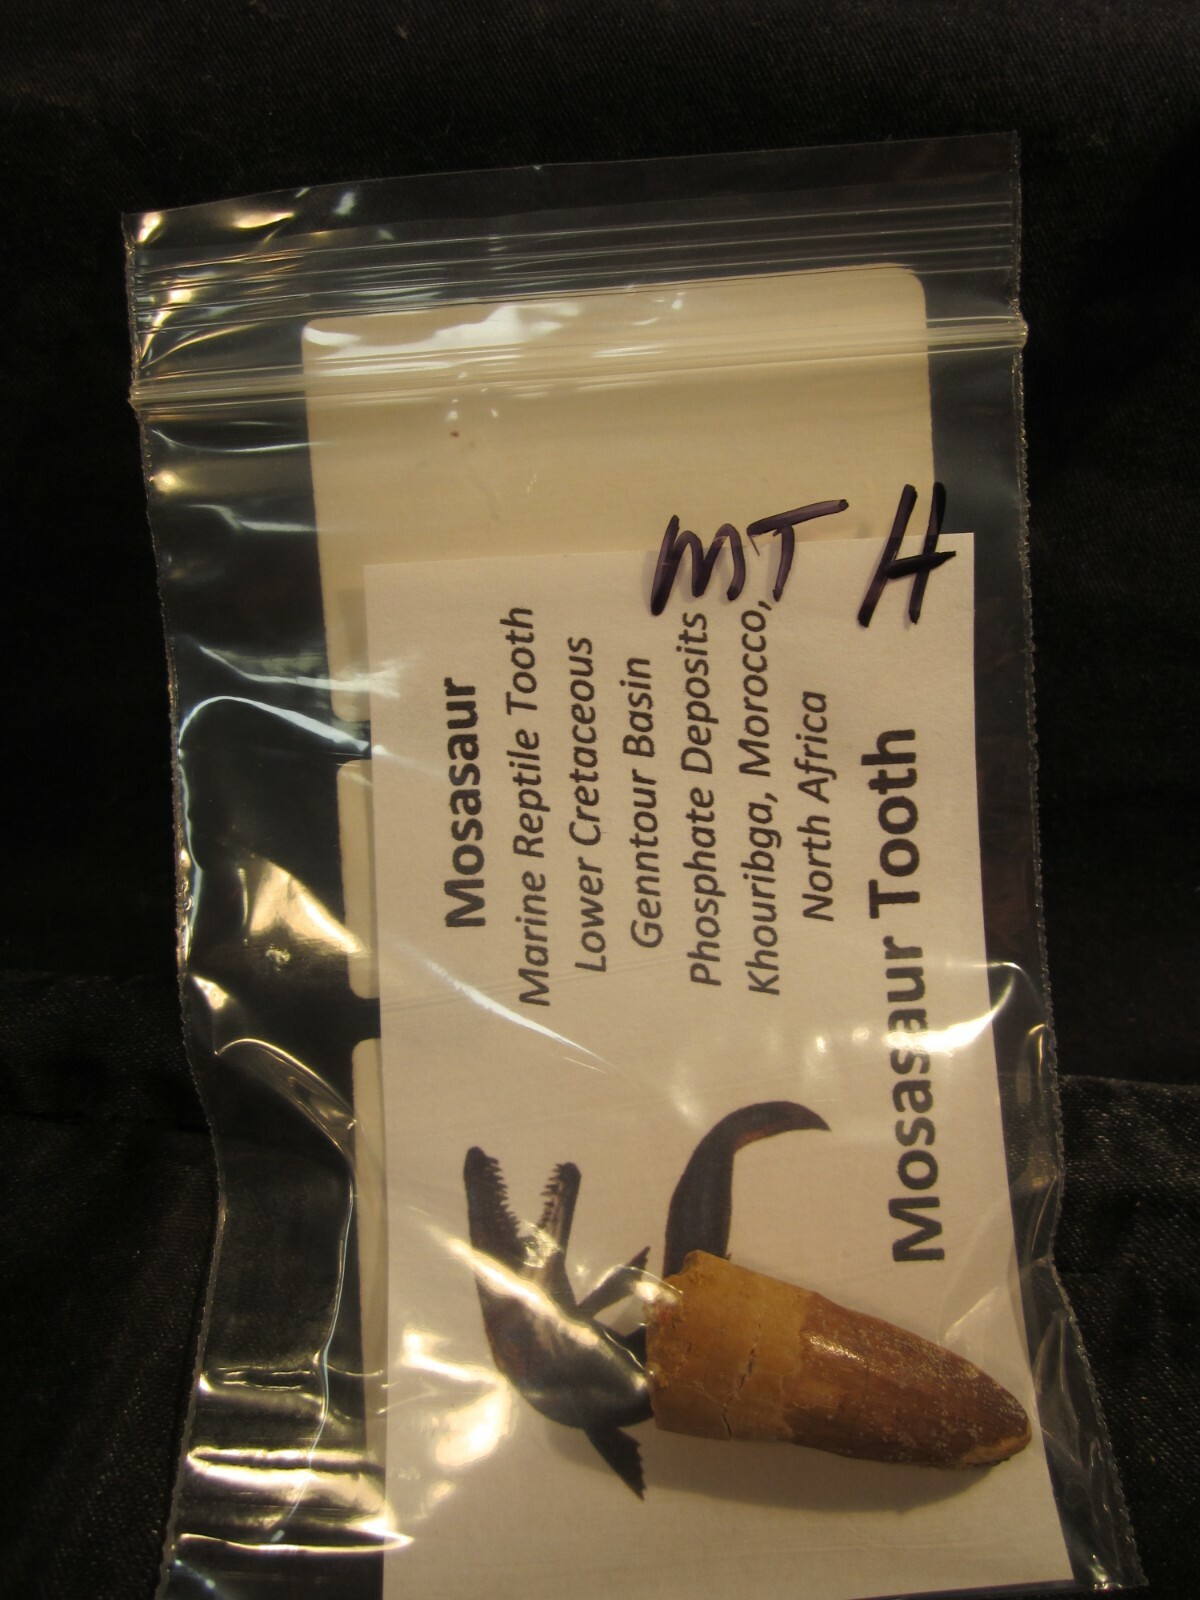 MT H
Mosasaur
Marine Reptile Tooth
Lower Cretaceous
Genntour Basin
Phosphate Deposits
Khouribga, Morocco,
North Africa
Mosasaur Tooth